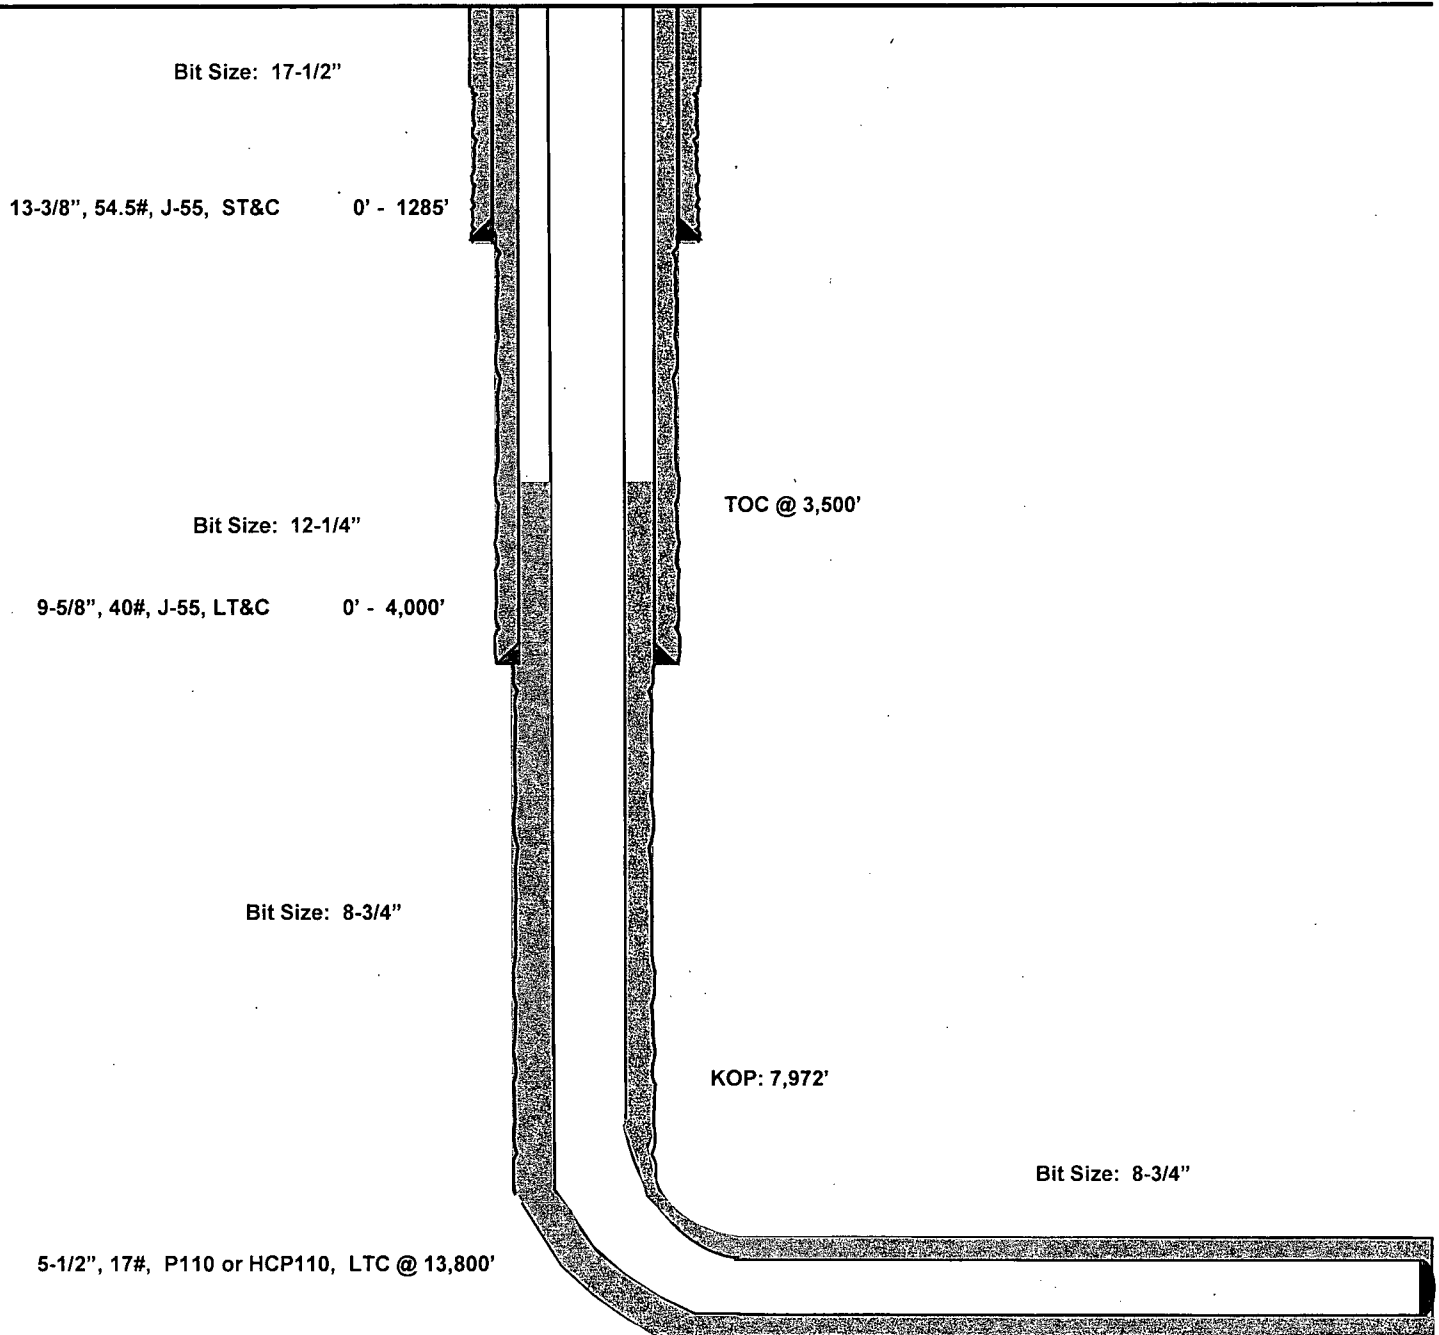 Bit Size: 17-1/2”
13-3/8”, 54.5#, J-55, ST&C 0’ - 1285’
TOC @ 3,500’
Bit Size: 12-1/4”
9-5/8”, 40#, J-55, LT&C 0’ - 4,000’
Bit Size: 8-3/4”
KOP: 7,972’
Bit Size: 8-3/4”
5-1/2”, 17#, P110 or HCP110, LTC @ 13,800’